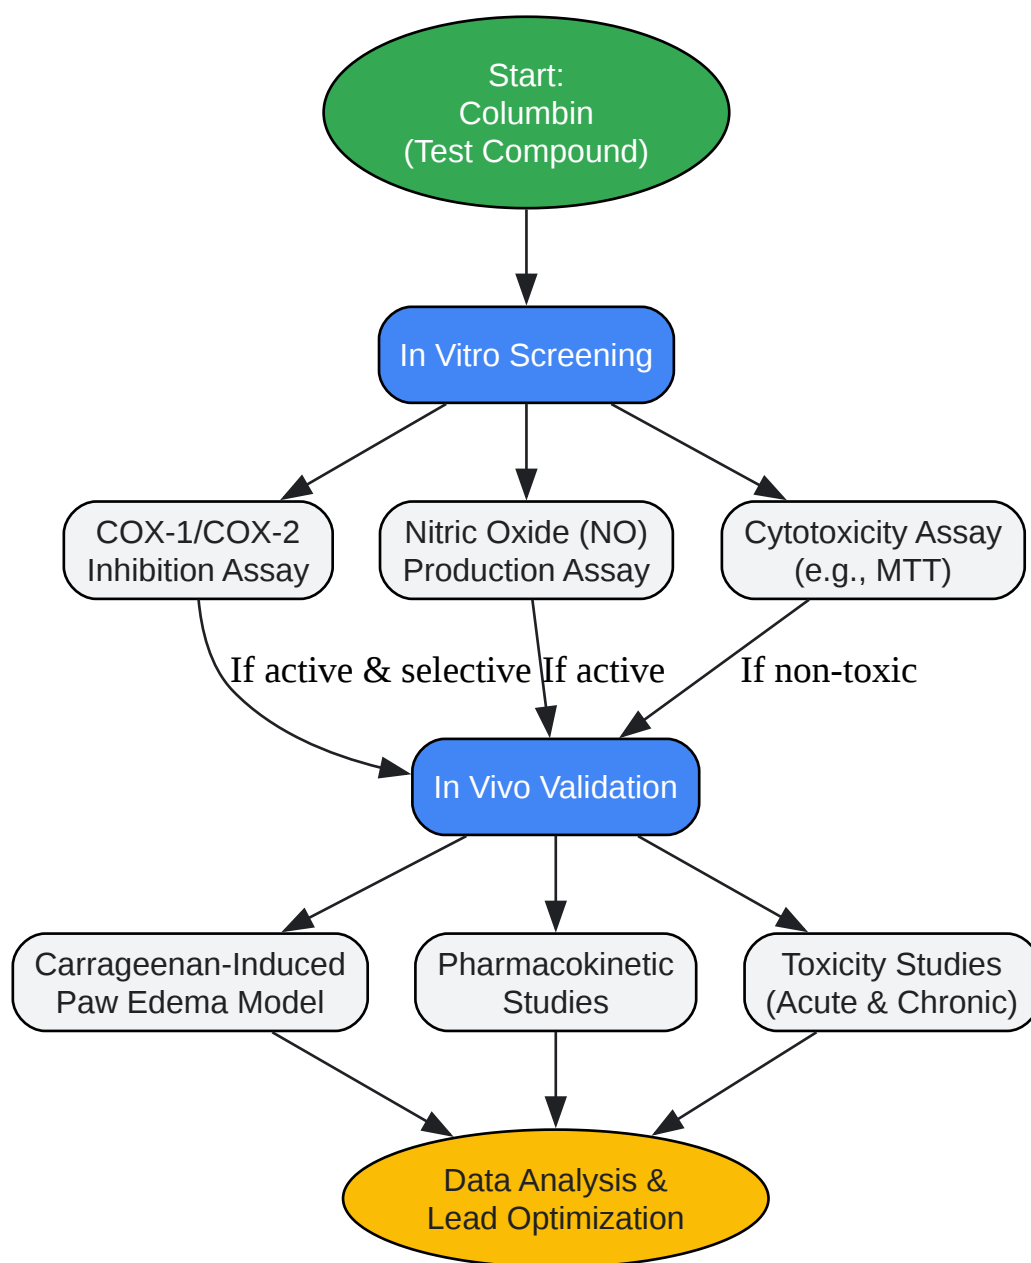 Start:
Columbin
(Test Compound)
In Vitro Screening
COX-1/COX-2
Inhibition Assay
Nitric Oxide (NO)
Production Assay
Cytotoxicity Assay
(e.g., MTT)
If active & selective
If active
If non-toxic
In Vivo Validation
Carrageenan-Induced
Paw Edema Model
Pharmacokinetic
Studies
Toxicity Studies
(Acute & Chronic)
Data Analysis &
Lead Optimization